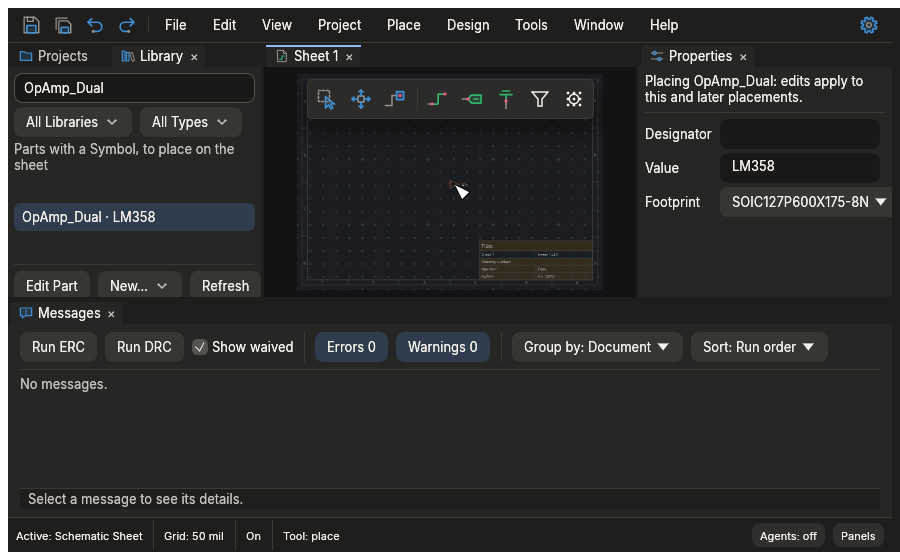 File Edit View Project Place Design Tools Window Help
Projects Library × Sheet 1 × Properties ×
OpAmp_Dual
All Libraries All Types
Parts with a Symbol, to place on the
sheet
OpAmp_Dual · LM358
Edit Part New... Refresh
Title:
Placing OpAmp_Dual: edits apply to
this and later placements.
Designator
Value LM358
Footprint SOIC127P600X175-8N
Messages ×
Run ERC Run DRC Show waived Errors 0 Warnings 0 Group by: Document Sort: Run order
No messages.
Select a message to see its details.
Active: Schematic Sheet Grid: 50 mil On Tool: place Agents: off Panels